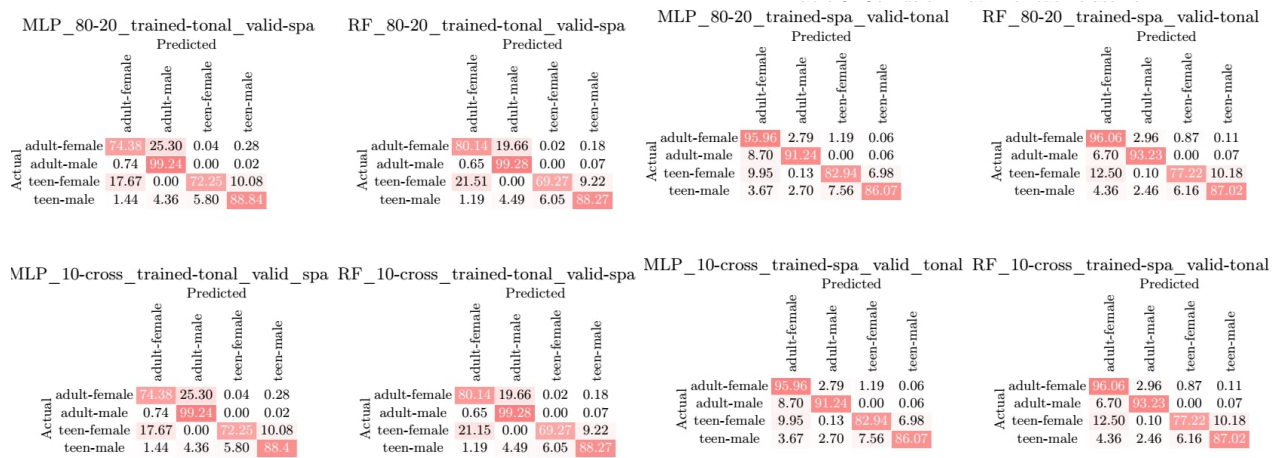 MLP_80-20_trained-tonal_valid-spa
Predicted
adult-female adult-male teen-female teen-male
Actual
adult-female 74.38 25.30 0.04 0.28
adult-male 0.74 99.24 0.00 0.02
teen-female 17.67 0.00 72.25 10.08
teen-male 1.44 4.36 5.80 88.84
RF_80-20_trained-tonal_valid-spa
Predicted
adult-female adult-male teen-female teen-male
Actual
adult-female 80.14 19.66 0.02 0.18
adult-male 0.65 99.28 0.00 0.07
teen-female 21.51 0.00 69.27 9.22
teen-male 1.19 4.49 6.05 88.27
MLP_80-20_trained-spa_valid-tonal
Predicted
adult-female adult-male teen-female teen-male
Actual
adult-female 95.96 2.79 1.19 0.06
adult-male 8.70 91.24 0.00 0.06
teen-female 9.95 0.13 82.94 6.98
teen-male 3.67 2.70 7.56 86.07
RF_80-20_trained-spa_valid-tonal
Predicted
adult-female adult-male teen-female teen-male
Actual
adult-female 96.06 2.96 0.87 0.11
adult-male 6.70 93.23 0.00 0.07
teen-female 12.50 0.10 77.22 10.18
teen-male 4.36 2.46 6.16 87.02
MLP_10-cross_trained-tonal_valid_spa
Predicted
adult-female adult-male teen-female teen-male
Actual
adult-female 74.38 25.30 0.04 0.28
adult-male 0.74 99.24 0.00 0.02
teen-female 17.67 0.00 72.25 10.08
teen-male 1.44 4.36 5.80 88.4
RF_10-cross_trained-tonal_valid-spa
Predicted
adult-female adult-male teen-female teen-male
Actual
adult-female 80.14 19.66 0.02 0.18
adult-male 0.65 99.28 0.00 0.07
teen-female 21.15 0.00 69.27 9.22
teen-male 1.19 4.49 6.05 88.27
MLP_10-cross_trained-spa_valid_tonal
Predicted
adult-female adult-male teen-female teen-male
Actual
adult-female 95.96 2.79 1.19 0.06
adult-male 8.70 91.24 0.00 0.06
teen-female 9.95 0.13 82.94 6.98
teen-male 3.67 2.70 7.56 86.07
RF_10-cross_trained-spa_valid-tonal
Predicted
adult-female adult-male teen-female teen-male
Actual
adult-female 96.06 2.96 0.87 0.11
adult-male 6.70 93.23 0.00 0.07
teen-female 12.50 0.10 77.22 10.18
teen-male 4.36 2.46 6.16 87.02